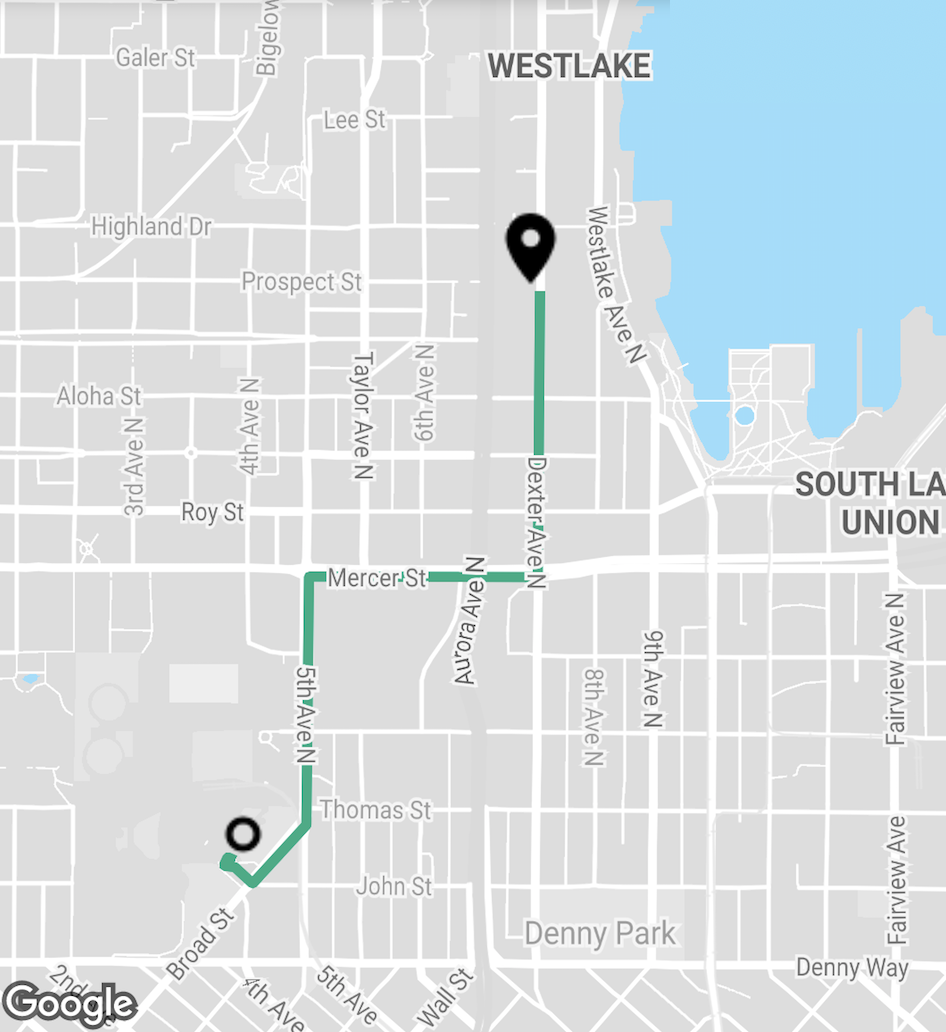 Galer St
Bigelow
WESTLAKE
Lee St
Highland Dr
Westlake Ave N
Prospect St
Taylor Ave N
6th Ave N
Aloha St
4th Ave N
3rd Ave N
Dexter Ave N
SOUTH LA
UNION
Roy St
Mercer St
Aurora Ave N
Fairview Ave N
9th Ave N
8th Ave N
5th Ave N
Thomas St
Fairview Ave
John St
Broad St
Denny Park
Denny Way
2nd
4th Ave
5th Ave
Wall St
Google